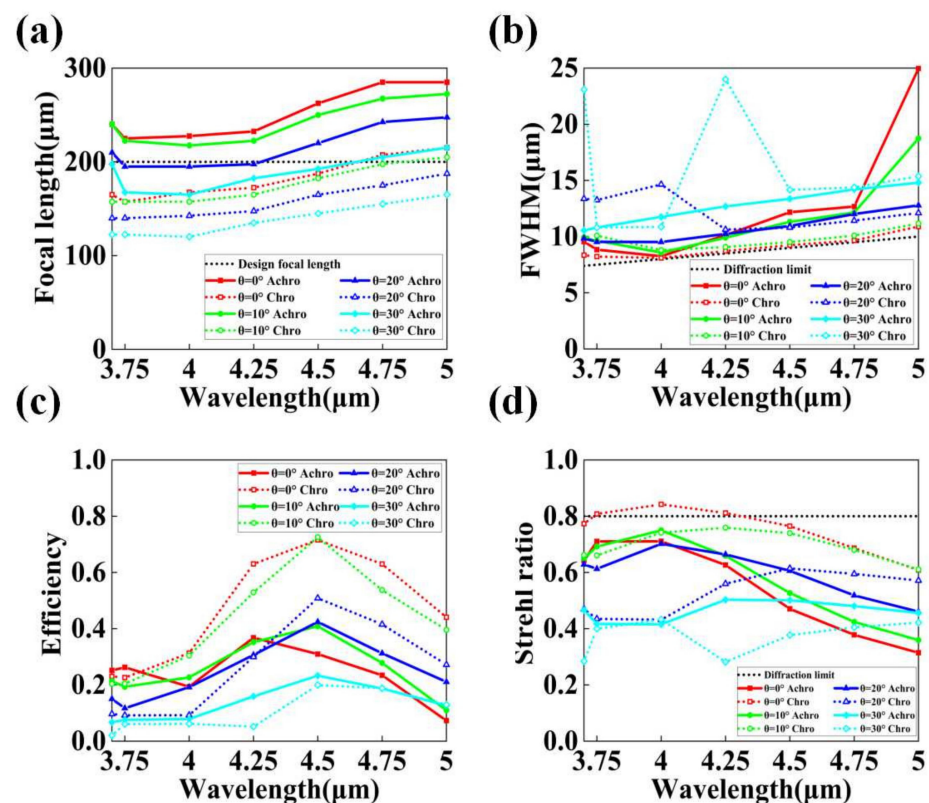 (a)
Focal length(μm)
300
200
100
0
Design focal length
θ=0° Achro θ=20° Achro
θ=0° Chro θ=20° Chro
θ=10° Achro θ=30° Achro
θ=10° Chro θ=30° Chro
3.75 4 4.25 4.5 4.75 5
Wavelength(μm)
(b)
FWHM(μm)
25
20
15
10
5
0
Diffraction limit
θ=0° Achro θ=20° Achro
θ=0° Chro θ=20° Chro
θ=10° Achro θ=30° Achro
θ=10° Chro θ=30° Chro
3.75 4 4.25 4.5 4.75 5
Wavelength(μm)
(c)
Efficiency
1.0
0.8
0.6
0.4
0.2
0.0
θ=0° Achro θ=20° Achro
θ=0° Chro θ=20° Chro
θ=10° Achro θ=30° Achro
θ=10° Chro θ=30° Chro
3.75 4 4.25 4.5 4.75 5
Wavelength(μm)
(d)
Strehl ratio
1.0
0.8
0.6
0.4
0.2
0.0
Diffraction limit
θ=0° Achro θ=20° Achro
θ=0° Chro θ=20° Chro
θ=10° Achro θ=30° Achro
θ=10° Chro θ=30° Chro
3.75 4 4.25 4.5 4.75 5
Wavelength(μm)